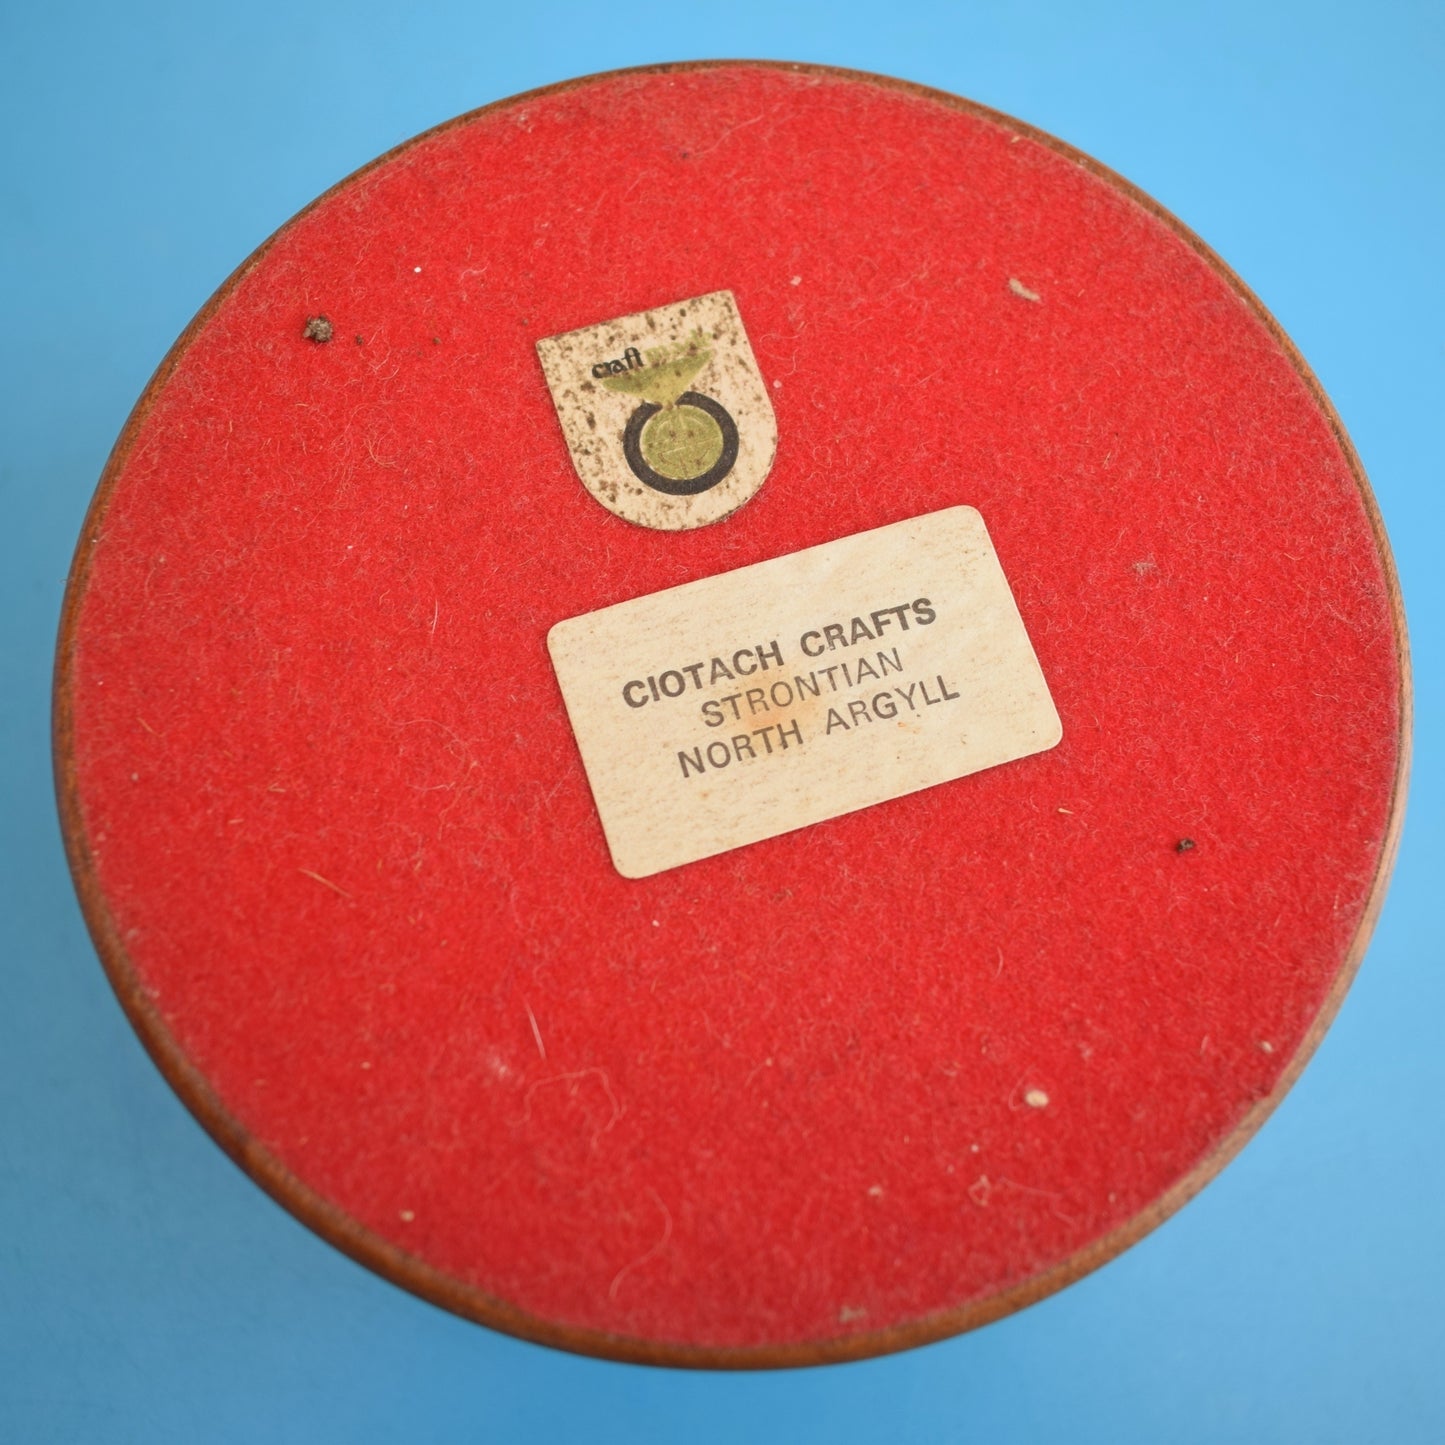 craft
CIOTACH CRAFTS
STRONTIAN
NORTH ARGYLL